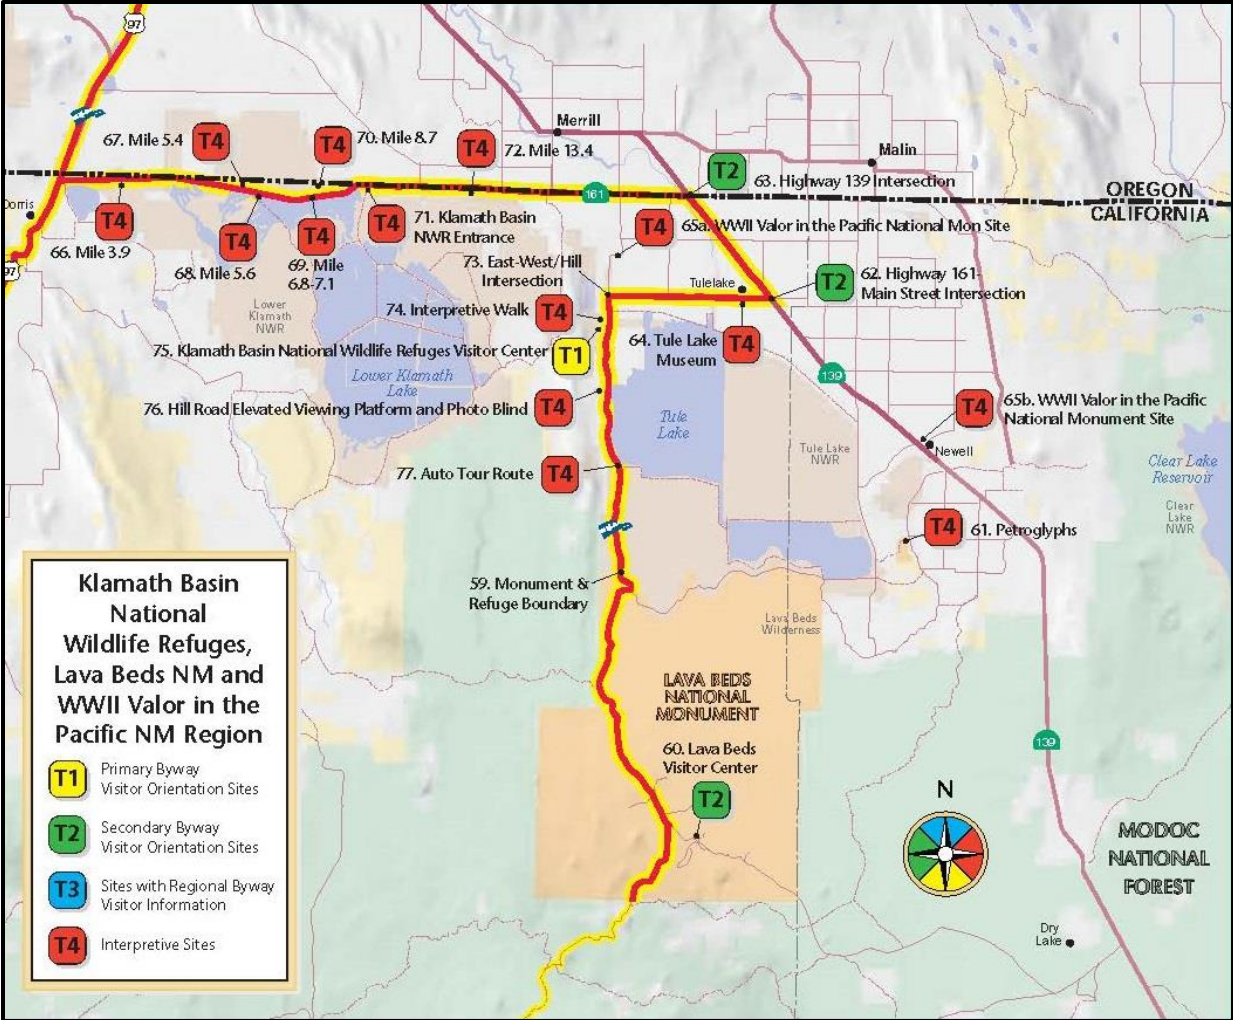 97
Merrill
Malin
67. Mile 5.4
T4
T4
70. Mile 8.7
T4
72. Mile 13.4
T2
63. Highway 139 Intersection
161
OREGON
CALIFORNIA
Dorris
T4
66. Mile 3.9
T4
68. Mile 5.6
T4
69. Mile
6.8-7.1
T4
71. Klamath Basin
NWR Entrance
T4
65a. WWII Valor in the Pacific National Mon Site
97
73. East-West/Hill
Intersection
Tulelake
T2
62. Highway 161-
Main Street Intersection
Lower
Klamath
NWR
74. Interpretive Walk
T4
75. Klamath Basin National Wildlife Refuges Visitor Center
T1
64. Tule Lake
Museum
T4
139
Lower Klamath
Lake
76. Hill Road Elevated Viewing Platform and Photo Blind
T4
Tule
Lake
T4
65b. WWII Valor in the Pacific
National Monument Site
Newell
Tule Lake
NWR
77. Auto Tour Route
T4
Clear Lake
Reservoir
Clear
Lake
NWR
T4
61. Petroglyphs
59. Monument &
Refuge Boundary
Lava Beds
Wilderness
LAVA BEDS
NATIONAL
MONUMENT
60. Lava Beds
Visitor Center
T2
139
N
MODOC
NATIONAL
FOREST
Dry
Lake
Klamath Basin
National
Wildlife Refuges,
Lava Beds NM and
WWII Valor in the
Pacific NM Region
T1
Primary Byway
Visitor Orientation Sites
T2
Secondary Byway
Visitor Orientation Sites
T3
Sites with Regional Byway
Visitor Information
T4
Interpretive Sites